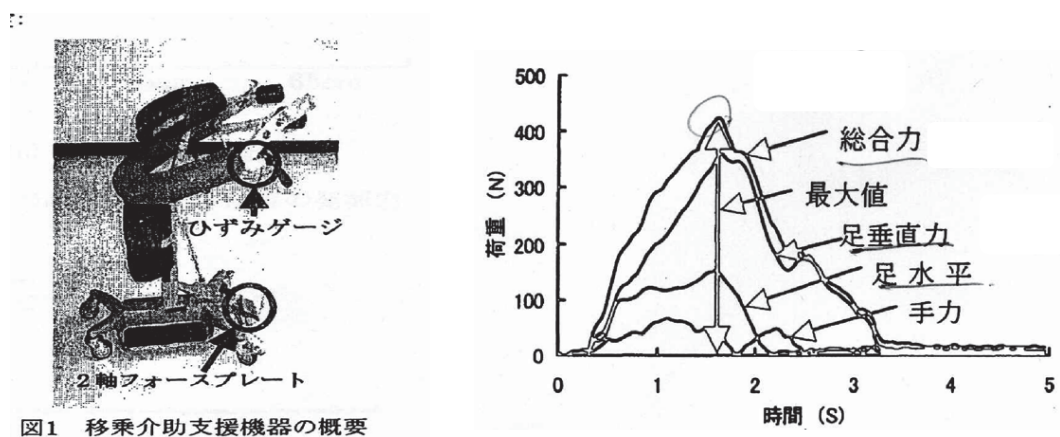 ひずみゲージ
2軸フォースプレート
図1 移乗介助支援機器の概要
荷重 (N)
500
400
300
200
100
0
総合力
最大値
足垂直力
足水平
手力
0 1 2 3 4 5
時間 (S)